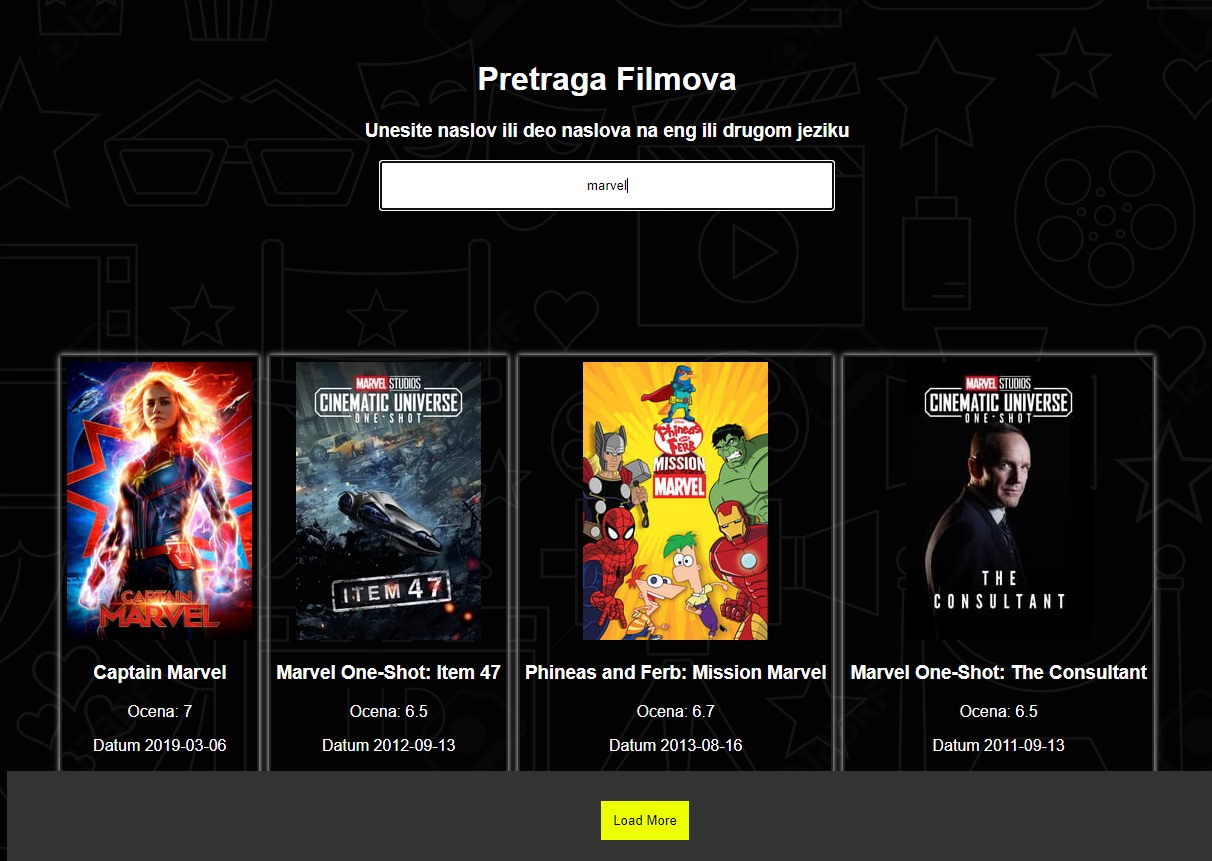 Pretraga Filmova
Unesite naslov ili deo naslova na eng ili drugom jeziku
marvel
CAPTAIN
MARVEL
MARVEL STUDIOS
CINEMATIC UNIVERSE
ONE-SHOT
ITEM 47
Phineas and Ferb
MISSION
MARVEL
MARVEL STUDIOS
CINEMATIC UNIVERSE
ONE-SHOT
THE
CONSULTANT
Captain Marvel
Ocena: 7
Datum 2019-03-06
Marvel One-Shot: Item 47
Ocena: 6.5
Datum 2012-09-13
Phineas and Ferb: Mission Marvel
Ocena: 6.7
Datum 2013-08-16
Marvel One-Shot: The Consultant
Ocena: 6.5
Datum 2011-09-13
Load More